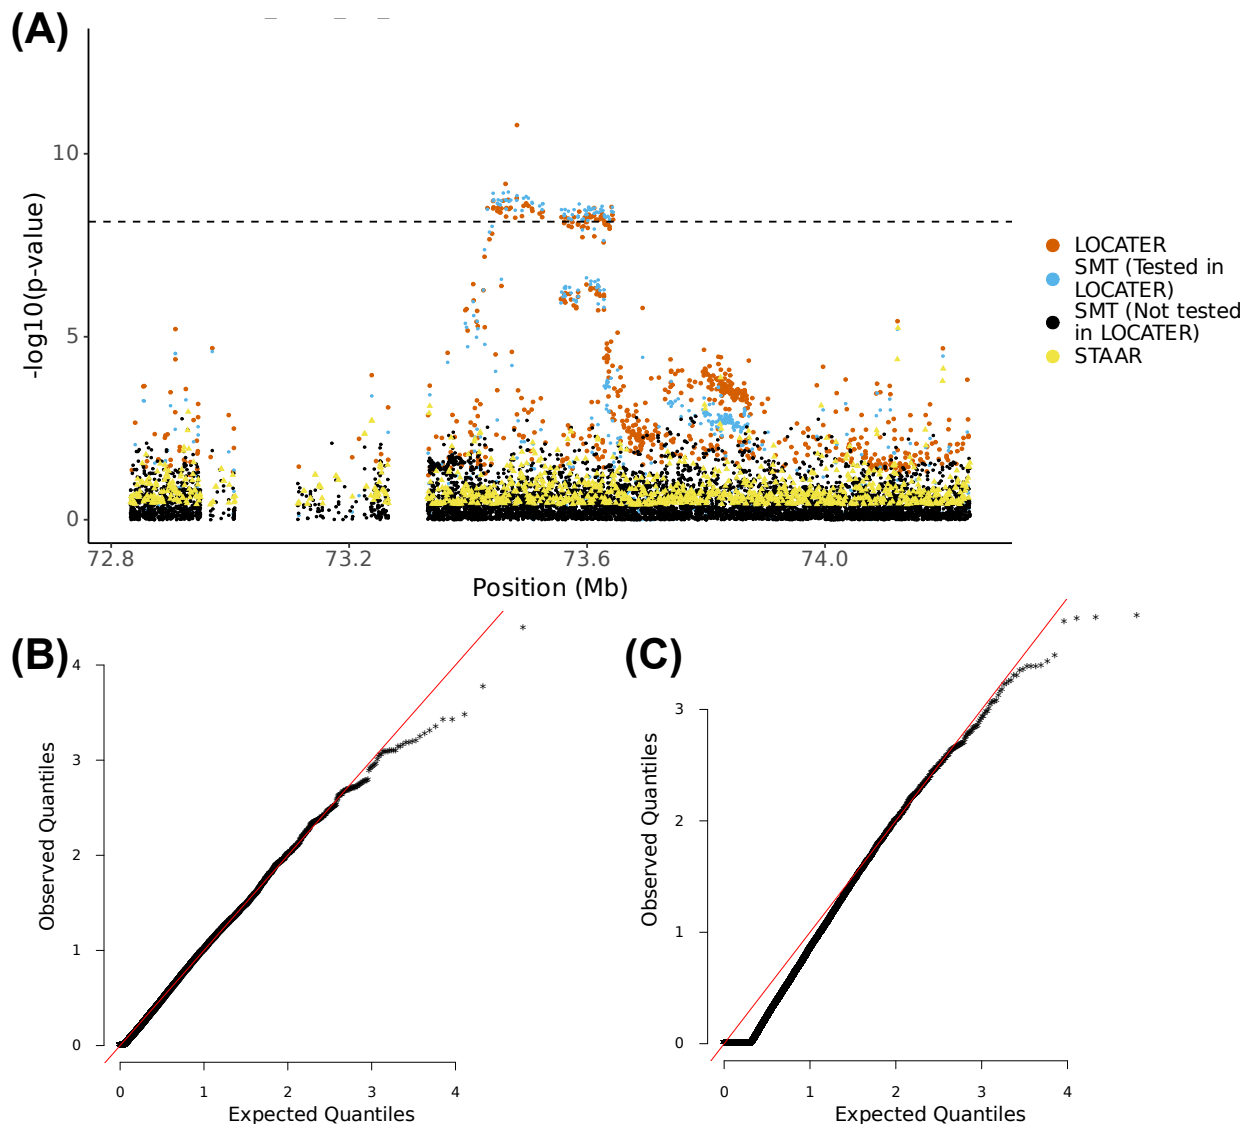 (A)
10
5
0
-log10(p-value)
72.8 73.2 73.6 74.0
Position (Mb)
LOCATER
SMT (Tested in
LOCATER)
SMT (Not tested
in LOCATER)
STAAR
(B)
4
3
2
1
0
Observed Quantiles
0 1 2 3 4
Expected Quantiles
(C)
3
2
1
0
Observed Quantiles
0 1 2 3 4
Expected Quantiles